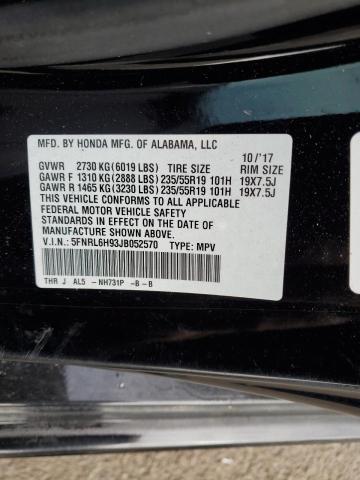 MFD. BY HONDA MFG. OF ALABAMA, LLC
10/'17
GVWR 2730 KG(6019 LBS) TIRE SIZE RIM SIZE
GAWR F 1310 KG(2888 LBS)235/55R19 101H 19X7.5J
GAWR R 1465 KG(3230 LBS)235/55R19 101H 19X7.5J
THIS VEHICLE CONFORMS TO ALL APPLICABLE
FEDERAL MOTOR VEHICLE SAFETY
STANDARDS IN EFFECT ON THE DATE OF
MANUFACTURE SHOWN ABOVE.
V.I.N.: 5FNRL6H93JB052570 TYPE: MPV
THR J AL5 -NH731P -B -B